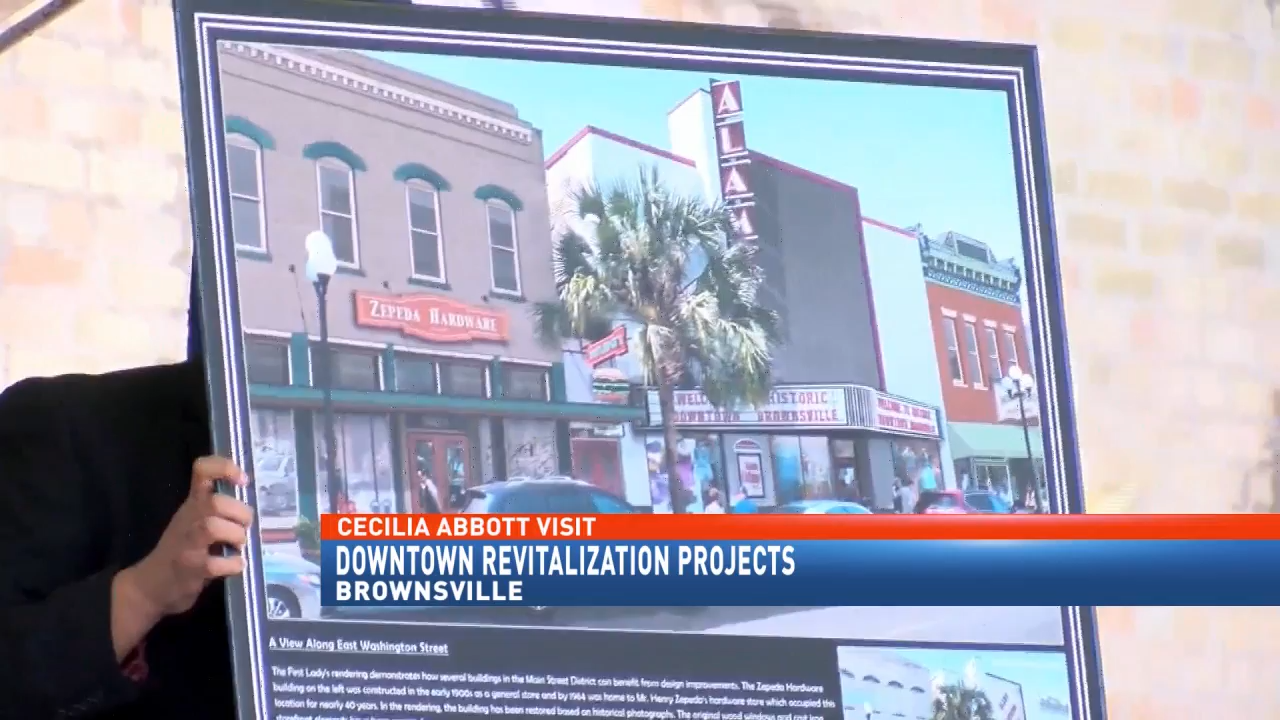 ALAM
ZEPEDA HARDWARE
HISTORIC
DOWNTOWN BROWNSVILLE
CECILIA ABBOTT VISIT
DOWNTOWN REVITALIZATION PROJECTS
BROWNSVILLE
A View Along East Washington Street
The First Lady's rendering demonstrates how several buildings in the Main Street District can benefit from design improvements. The Zepeda Hardware
building on the left was constructed in the early 1900s as a general store and by 1964 was home to Mr. Henry Zepeda's hardware store which occupied this
location for nearly 40 years. In the rendering, the building has been restored based on historical photographs. The original wood windows and cast iron